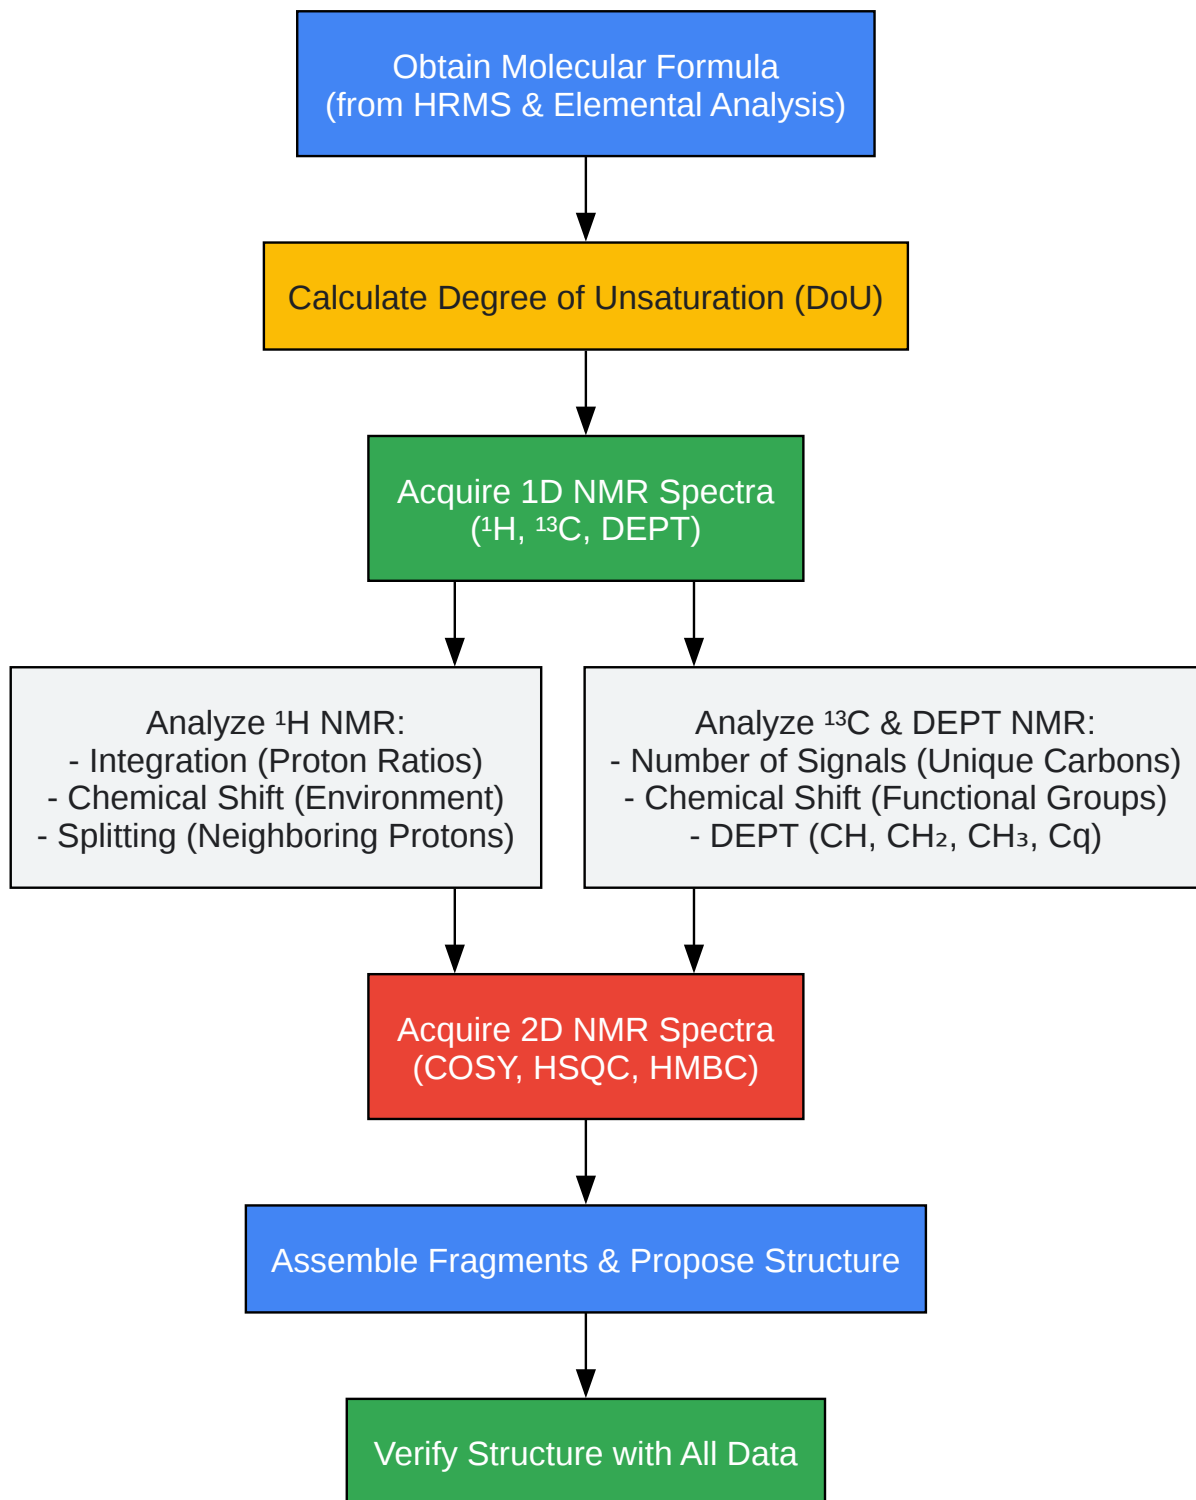 Obtain Molecular Formula
(from HRMS & Elemental Analysis)
Calculate Degree of Unsaturation (DoU)
Acquire 1D NMR Spectra
(¹H, ¹³C, DEPT)
Analyze ¹H NMR:
- Integration (Proton Ratios)
- Chemical Shift (Environment)
- Splitting (Neighboring Protons)
Analyze ¹³C & DEPT NMR:
- Number of Signals (Unique Carbons)
- Chemical Shift (Functional Groups)
- DEPT (CH, CH₂, CH₃, Cq)
Acquire 2D NMR Spectra
(COSY, HSQC, HMBC)
Assemble Fragments & Propose Structure
Verify Structure with All Data